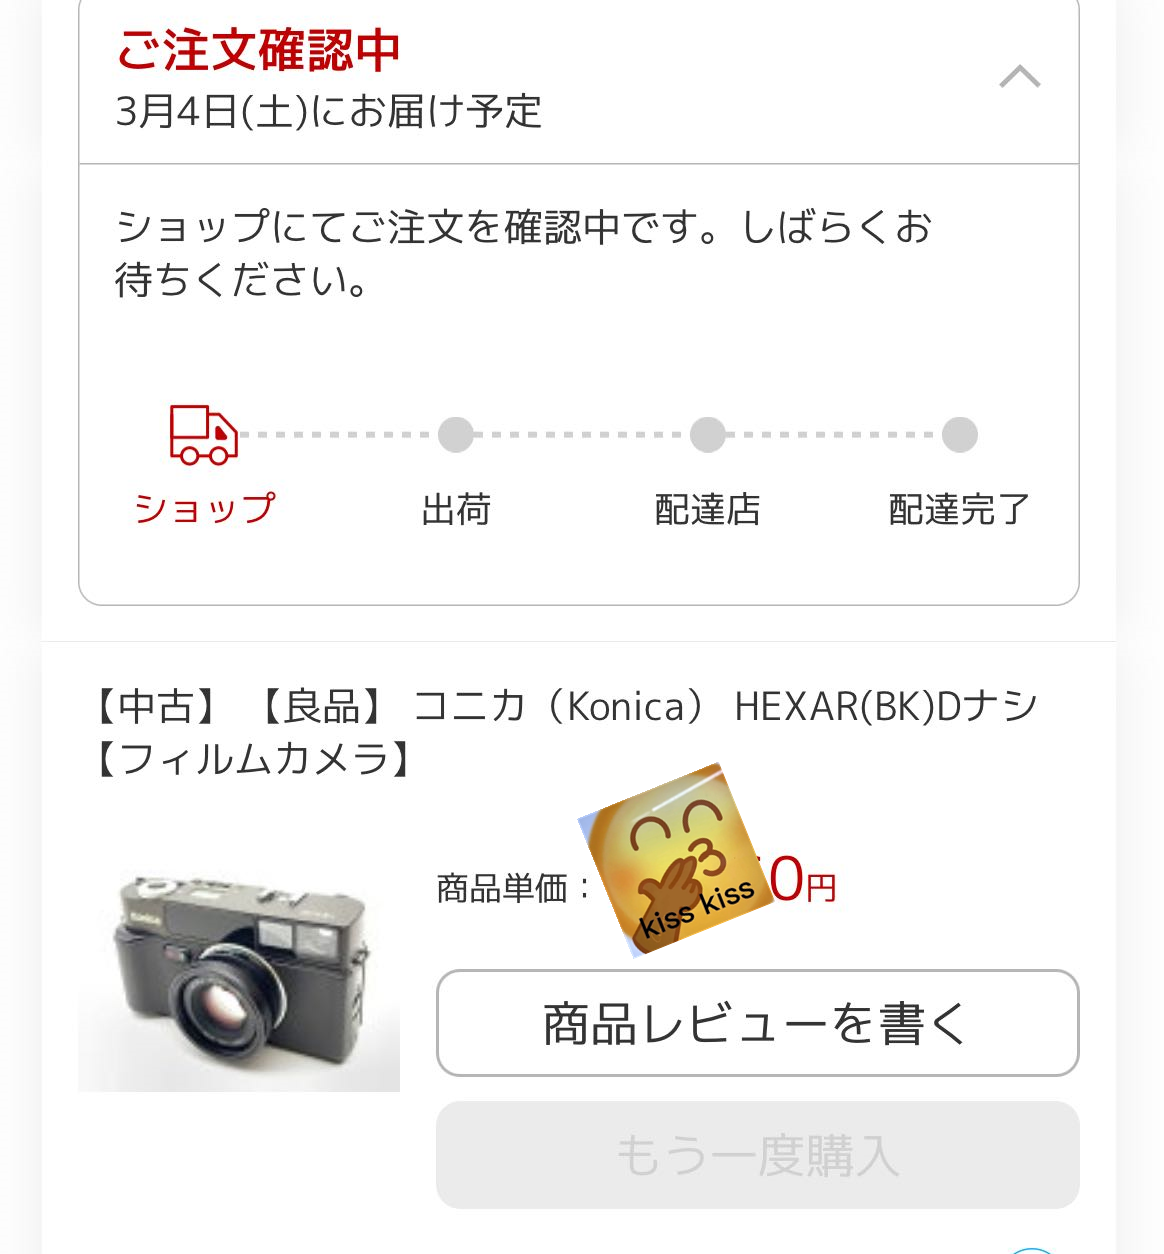 ご注文確認中
3月4日(土)にお届け予定
ショップにてご注文を確認中です。しばらくお
待ちください。
ショップ 出荷 配達店 配達完了
【中古】 【良品】 コニカ（Konica） HEXAR(BK)Dナシ
【フィルムカメラ】
商品単価： 0円
kiss kiss
Konica
商品レビューを書く
もう一度購入